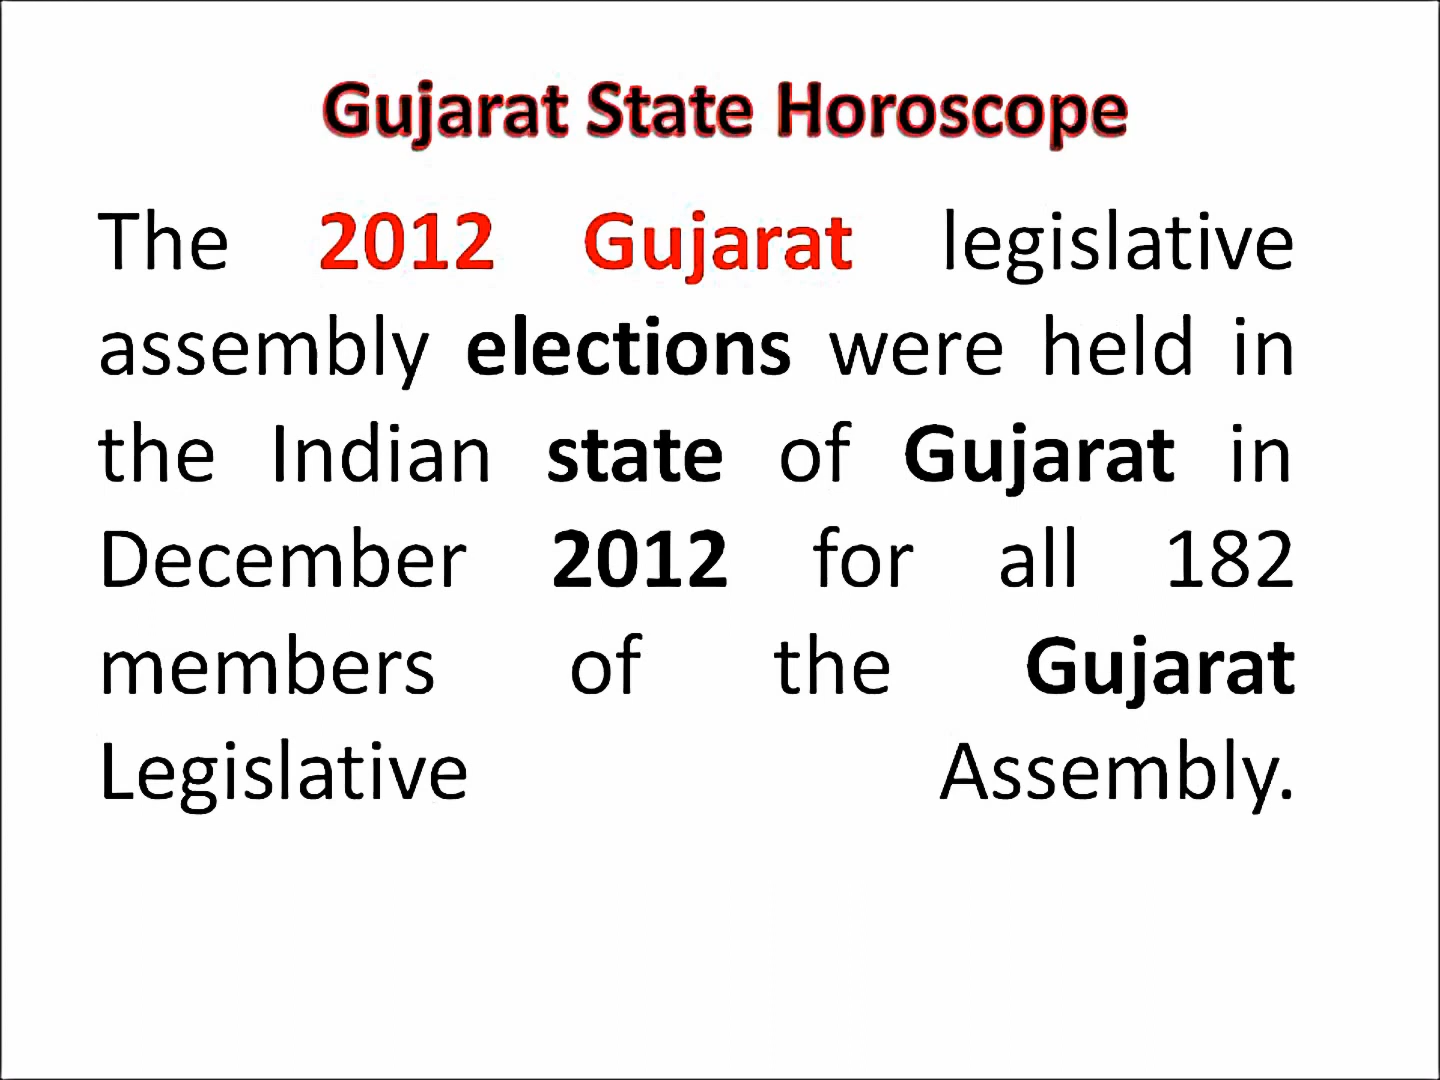 Gujarat State Horoscope
The 2012 Gujarat legislative
assembly elections were held in
the Indian state of Gujarat in
December 2012 for all 182
members of the Gujarat
Legislative Assembly.